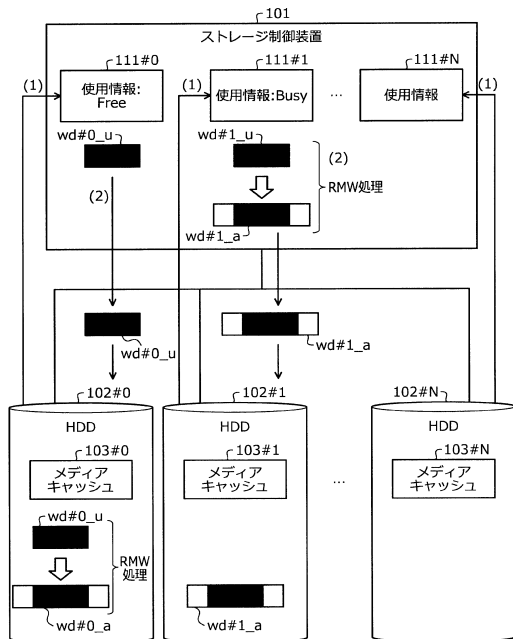 101
ストレージ制御装置
111#0
111#1
111#N
(1)
(1)
(1)
使用情報:
Free
使用情報:Busy
…
使用情報
wd#0_u
wd#1_u
(2)
(2)
RMW処理
wd#1_a
wd#0_u
wd#1_a
102#0
102#1
102#N
HDD
HDD
HDD
103#0
103#1
103#N
メディア
キャッシュ
メディア
キャッシュ
…
メディア
キャッシュ
wd#0_u
RMW
処理
wd#0_a
wd#1_a